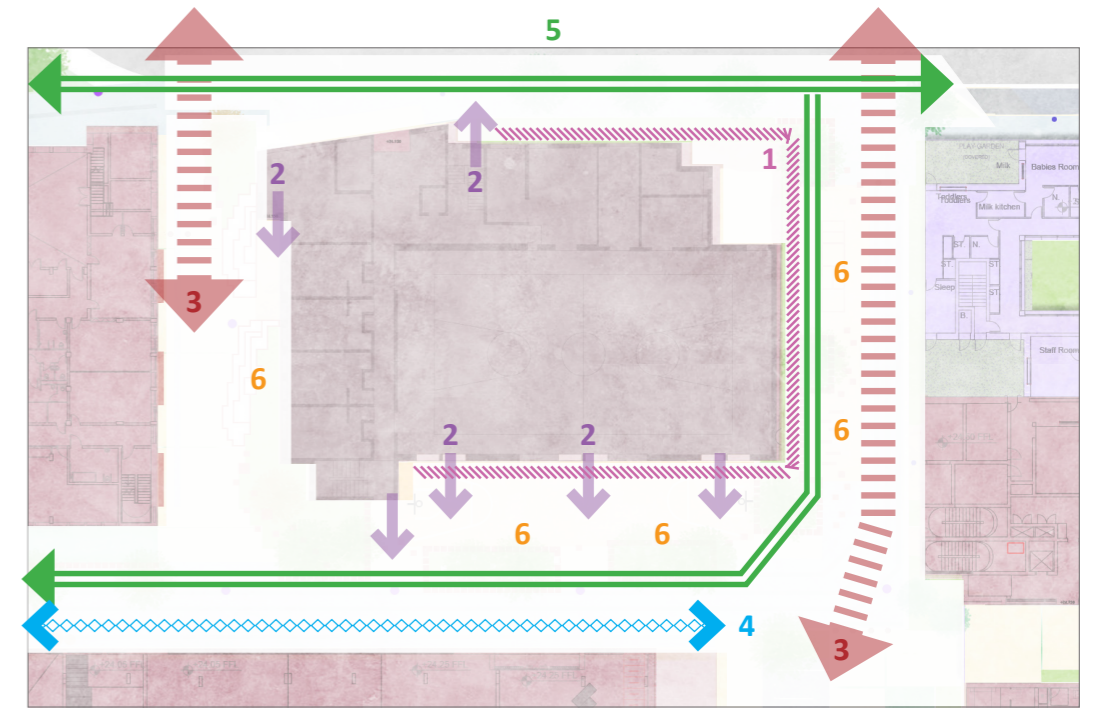 5
1
2
2
PLAY GARDEN
Milk
Babies Room
Toddlers
Milk kitchen
N.
ST.
N.
ST.
ST.
6
Sleep
ST.
3
B.
Staff Room
6
2
2
6
6
6
4
3